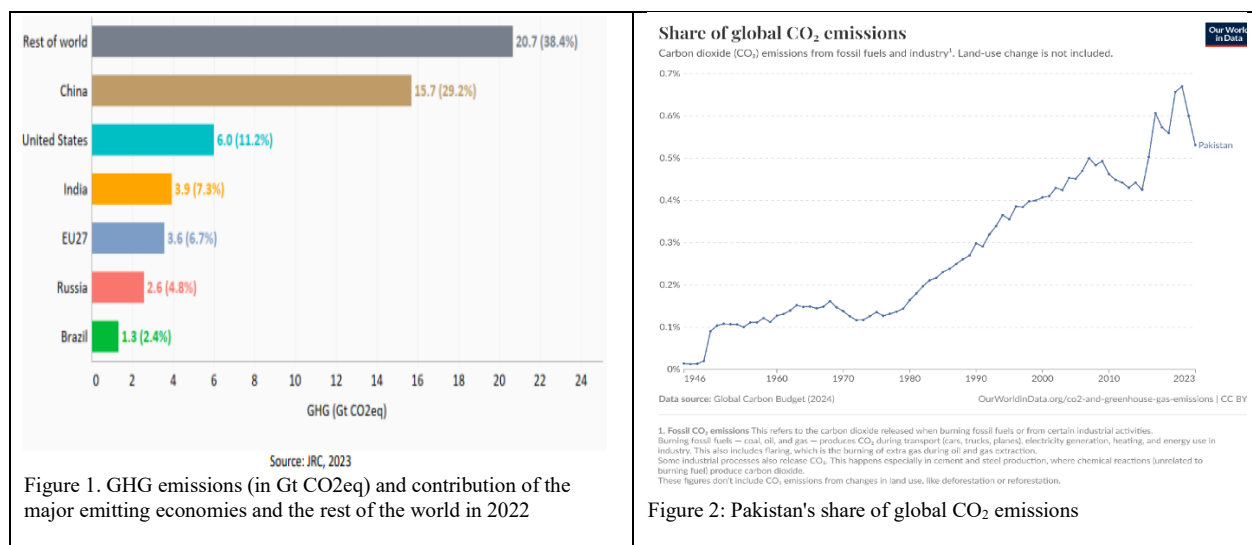 Rest of world
20.7 (38.4%)
China
15.7 (29.2%)
United States
6.0 (11.2%)
India
3.9 (7.3%)
EU27
3.6 (6.7%)
Russia
2.6 (4.8%)
Brazil
1.3 (2.4%)
0 2 4 6 8 10 12 14 16 18 20 22 24
GHG (Gt CO2eq)
Source: JRC, 2023
Figure 1. GHG emissions (in Gt CO2eq) and contribution of the
major emitting economies and the rest of the world in 2022
Share of global CO₂ emissions
Our World
in Data
Carbon dioxide (CO₂) emissions from fossil fuels and industry¹. Land-use change is not included.
0.7%
0.6%
0.5%
Pakistan
0.4%
0.3%
0.2%
0.1%
0%
1946 1960 1970 1980 1990 2000 2010 2023
Data source: Global Carbon Budget (2024)
OurWorldinData.org/co2-and-greenhouse-gas-emissions | CC BY
1. Fossil CO₂ emissions This refers to the carbon dioxide released when burning fossil fuels or from certain industrial activities.
Burning fossil fuels — coal, oil, and gas — produces CO₂ during transport (cars, trucks, planes), electricity generation, heating, and energy use in
industry. This also includes flaring, which is the burning of extra gas during oil and gas extraction.
Some industrial processes also release CO₂. This happens especially in cement and steel production, where chemical reactions (unrelated to
burning fuel) produce carbon dioxide.
These figures don't include CO₂ emissions from changes in land use, like deforestation or reforestation.
Figure 2: Pakistan's share of global CO₂ emissions